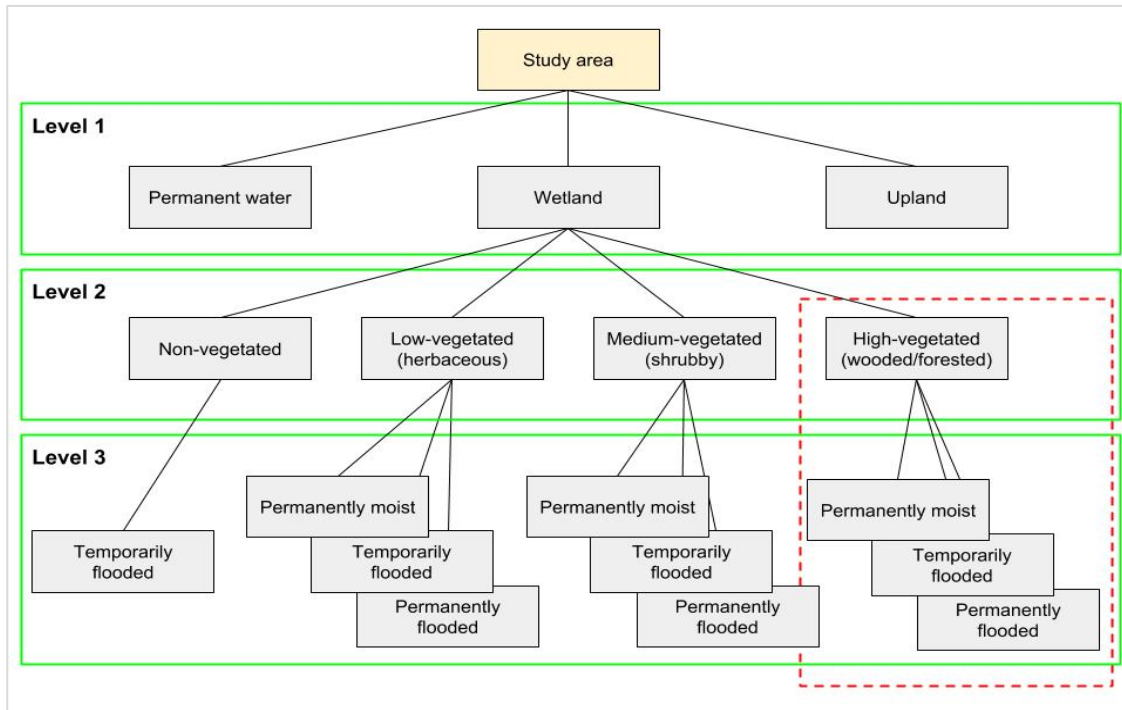 Study area
Level 1
Permanent water
Wetland
Upland
Level 2
Non-vegetated
Low-vegetated
(herbaceous)
Medium-vegetated
(shrubby)
High-vegetated
(wooded/forested)
Level 3
Temporarily
flooded
Permanently moist
Temporarily
flooded
Permanently
flooded
Permanently moist
Temporarily
flooded
Permanently
flooded
Permanently moist
Temporarily
flooded
Permanently
flooded